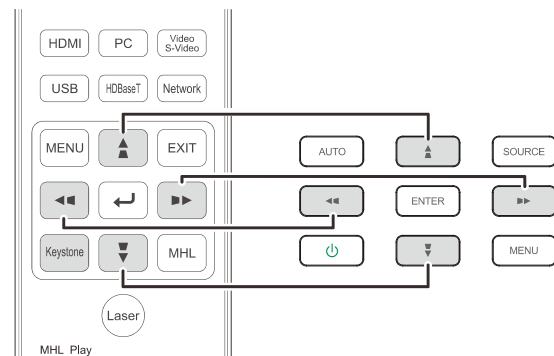 HDMI
PC
Video
S-Video
USB
HDBaseT
Network
MENU
EXIT
Keystone
MHL
Laser
MHL Play
AUTO
SOURCE
ENTER
MENU